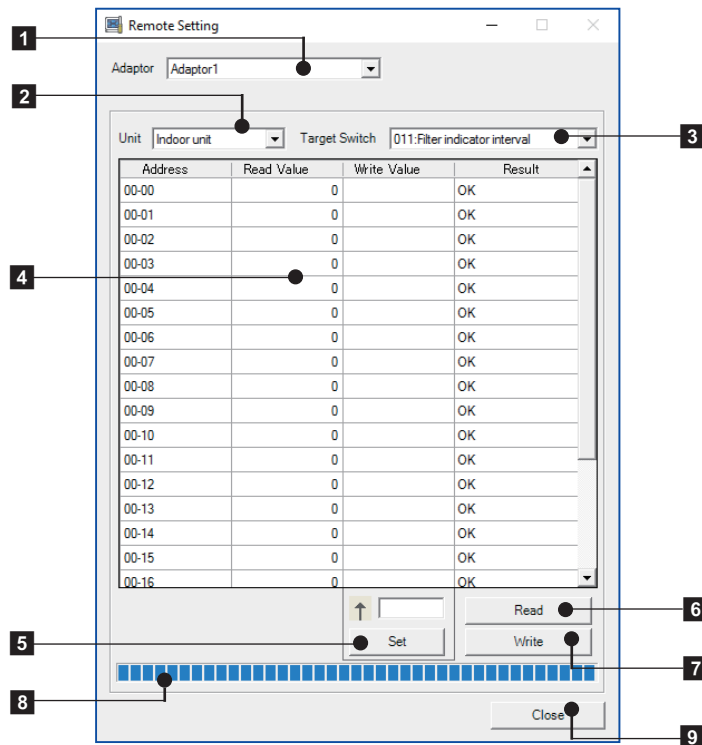 Remote Setting
1
Adaptor Adaptor1
2
Unit Indoor unit Target Switch 011:Filter indicator interval
3
Address Read Value Write Value Result
00-00 0 OK
00-01 0 OK
00-02 0 OK
00-03 0 OK
4
00-04 0 OK
00-05 0 OK
00-06 0 OK
00-07 0 OK
00-08 0 OK
00-09 0 OK
00-10 0 OK
00-11 0 OK
00-12 0 OK
00-13 0 OK
00-14 0 OK
00-15 0 OK
00-16 0 OK
Read
6
5
Set Write
7
8
Close
9